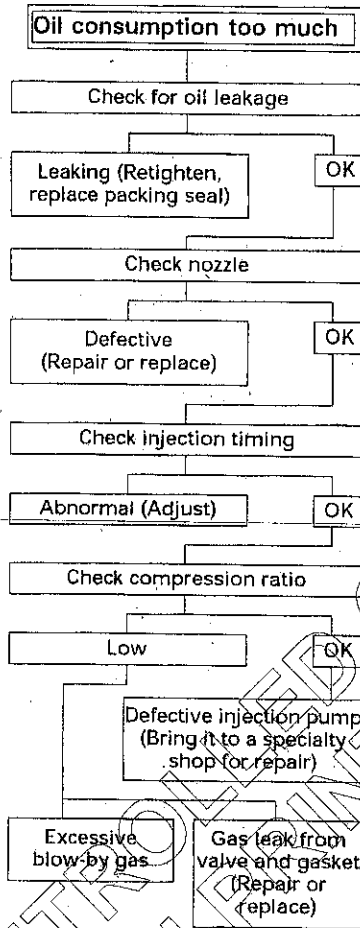 Oil consumption too much
Check for oil leakage
Leaking (Retighten,
replace packing seal)
OK
Check nozzle
Defective
(Repair or replace)
OK
Check injection timing
Abnormal (Adjust)
OK
Check compression ratio
Low
OK
Defective injection pump
(Bring it to a specialty
shop for repair)
Excessive
blow-by gas
Gas leak from
valve and gasket
(Repair or
replace)